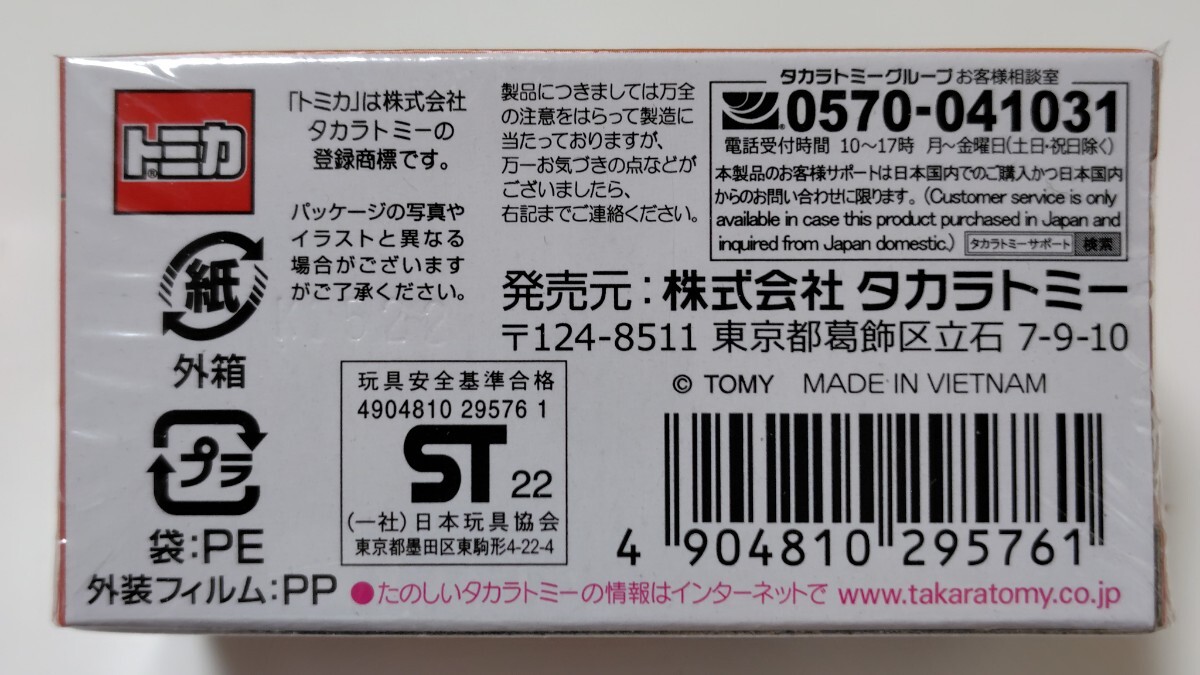 トミカ®
「トミカ」は株式会社
タカラトミーの
登録商標です。
パッケージの写真や
イラストと異なる
場合がございます
がご了承ください。
紙
外箱
プラ
袋:PE
外装フィルム:PP
製品につきましては万全
の注意をはらって製造に
当たっておりますが、
万一お気づきの点などが
ございましたら、
右記までご連絡ください。
タカラトミーグループ お客様相談室
0570-041031
電話受付時間 10〜17時 月〜金曜日(土日・祝日除く)
本製品のお客様サポートは日本国内でのご購入かつ日本国内
からのお問い合わせに限ります。(Customer service is only
available in case this product purchased in Japan and
inquired from Japan domestic.) タカラトミーサポート 検索
発売元:株式会社 タカラトミー
〒124-8511 東京都葛飾区立石 7-9-10
© TOMY MADE IN VIETNAM
玩具安全基準合格
4904810 29576 1
ST 22
(一社)日本玩具協会
東京都墨田区東駒形4-22-4
4 904810 295761
●たのしいタカラトミーの情報はインターネットで www.takaratomy.co.jp